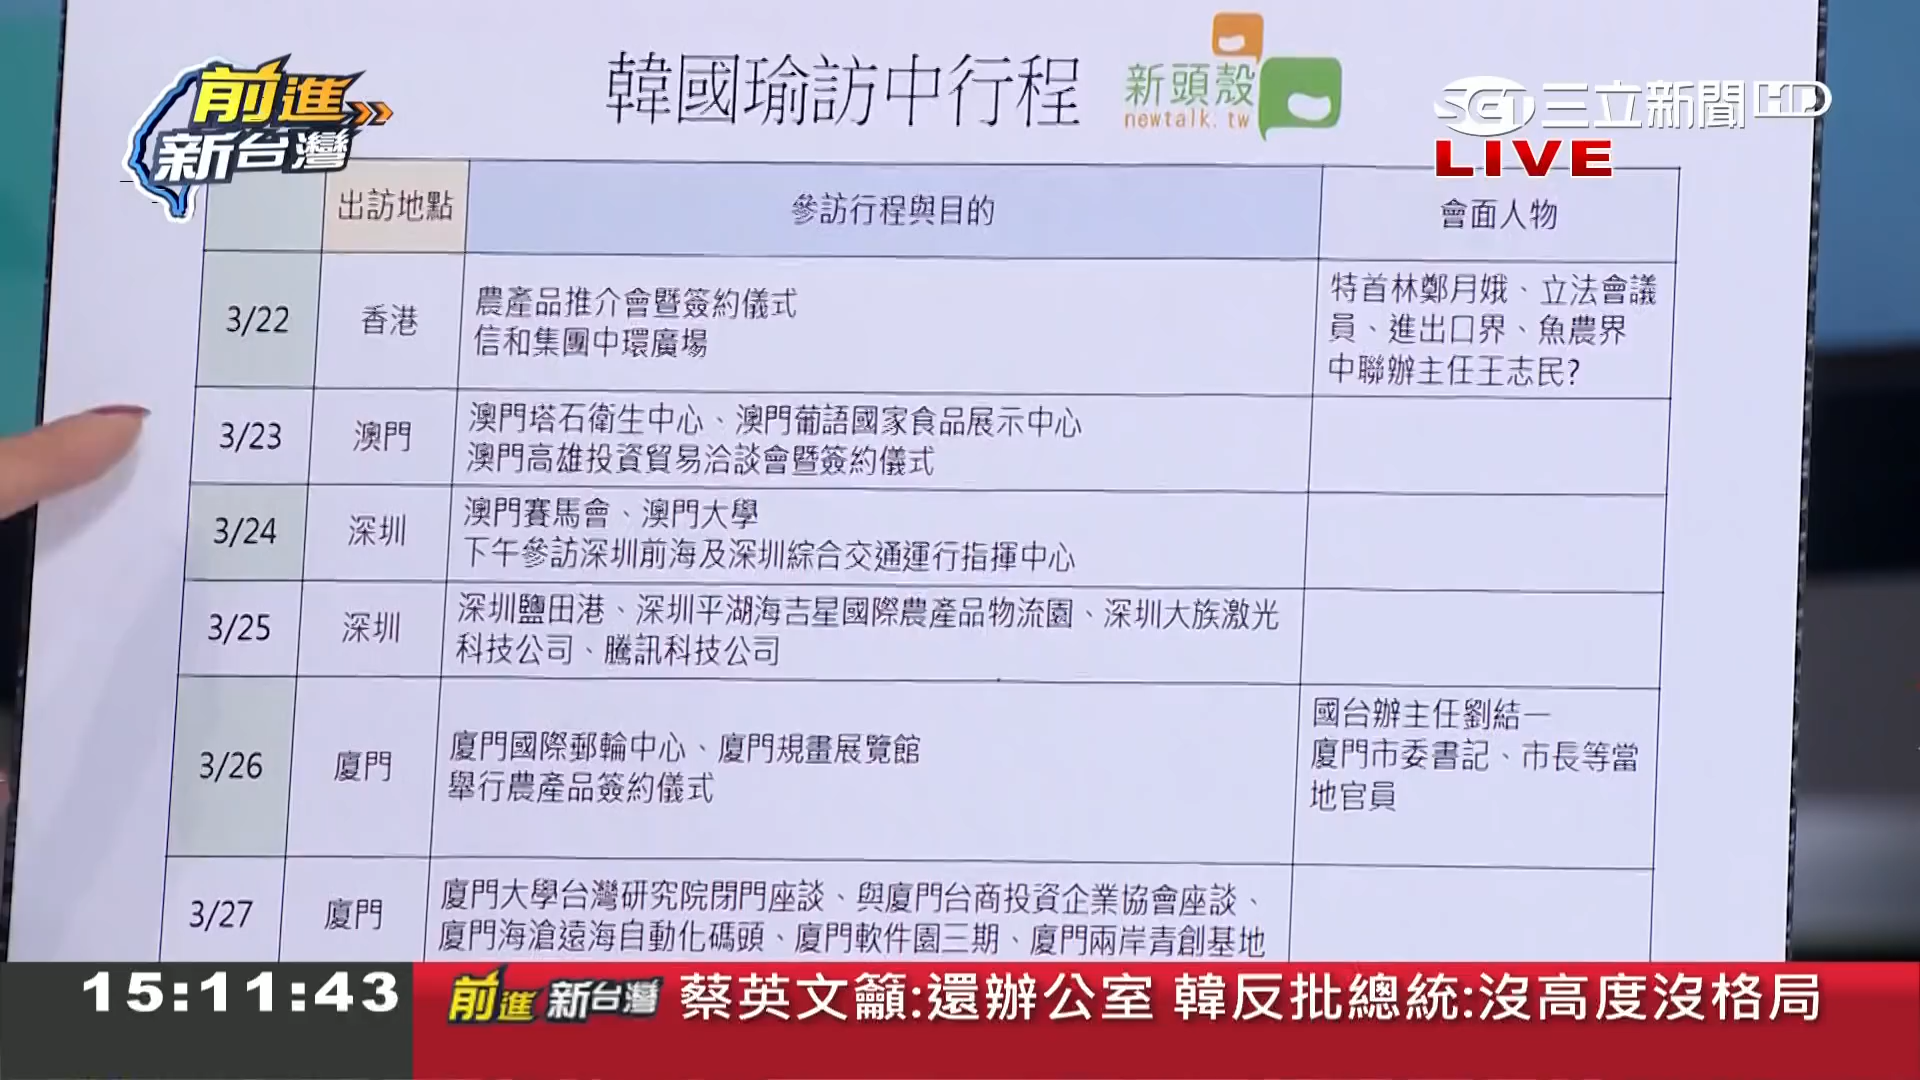 韓國瑜訪中行程
新頭殼
newtalk.tw
前進
新台灣
SET三立新聞HD
LIVE
出訪地點 參訪行程與目的 會面人物
3/22 香港
農產品推介會暨簽約儀式
信和集團中環廣場
特首林鄭月娥、立法會議
員、進出口界、魚農界
中聯辦主任王志民?
3/23 澳門
澳門塔石衛生中心、澳門葡語國家食品展示中心
澳門高雄投資貿易洽談會暨簽約儀式
3/24 深圳
澳門賽馬會、澳門大學
下午參訪深圳前海及深圳綜合交通運行指揮中心
3/25 深圳
深圳鹽田港、深圳平湖海吉星國際農產品物流園、深圳大族激光
科技公司、騰訊科技公司
3/26 廈門
廈門國際郵輪中心、廈門規畫展覽館
舉行農產品簽約儀式
國台辦主任劉結一
廈門市委書記、市長等當
地官員
3/27 廈門
廈門大學台灣研究院閉門座談、與廈門台商投資企業協會座談、
廈門海滄遠海自動化碼頭、廈門軟件園三期、廈門兩岸青創基地
15:11:43
前進新台灣
蔡英文籲:還辦公室 韓反批總統:沒高度沒格局